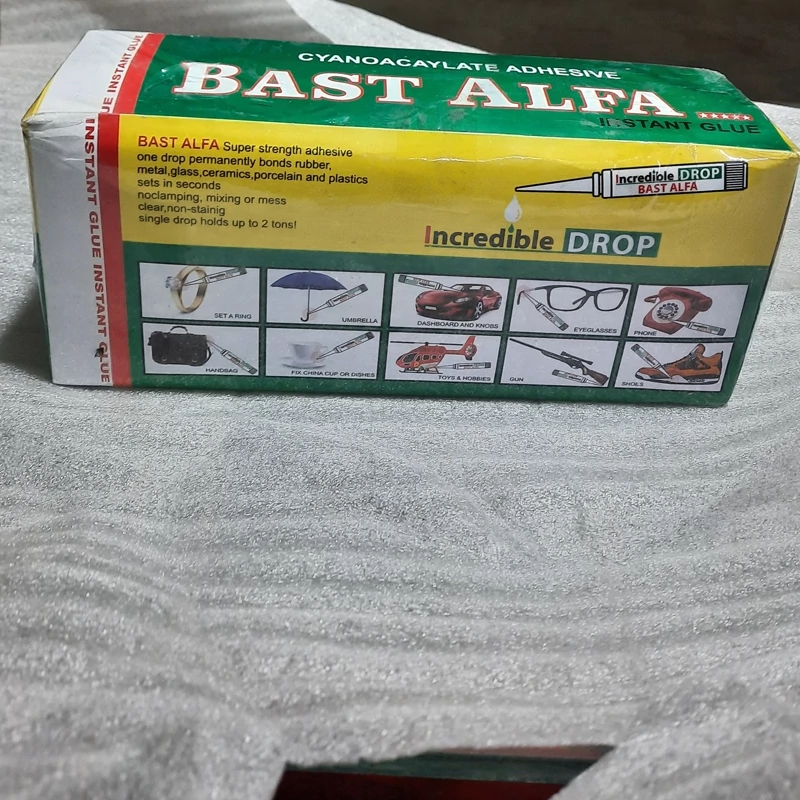 CYANOACAYLATE ADHESIVE
BAST ALFA
INSTANT GLUE
INSTANT GLUE INSTANT GLUE
BAST ALFA Super strength adhesive
one drop permanently bonds rubber,
metal,glass,ceramics,porcelain and plastics
sets in seconds
noclamping, mixing or mess
clear,non-stainig
single drop holds up to 2 tons!
Incredible DROP
BAST ALFA
Incredible DROP
SET A RING
UMBRELLA
DASHBOARD AND KNOBS
EYEGLASSES
PHONE
HANDBAG
FIX CHINA CUP OR DISHES
TOYS & HOBBIES
GUN
SHOES